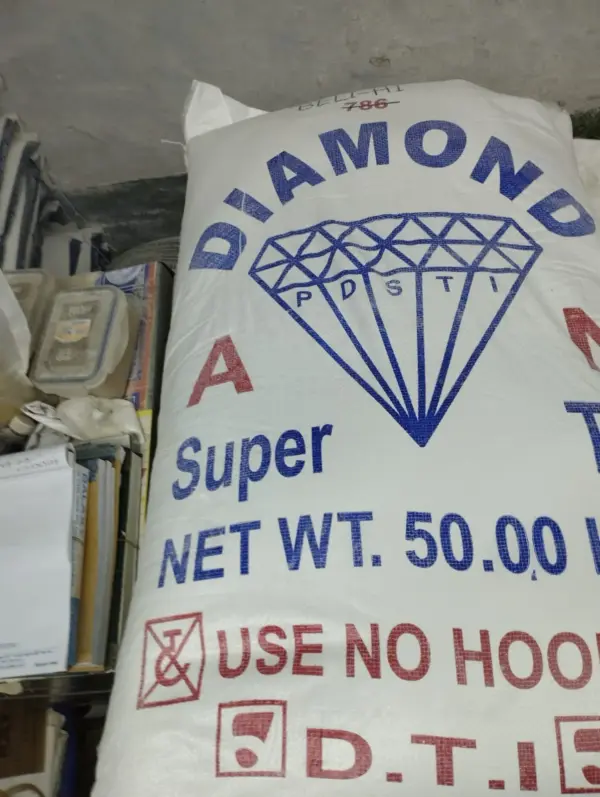 786
DIAMOND
P D S T I
A
Super
NET WT. 50.00
USE NO HOO
D.T.I